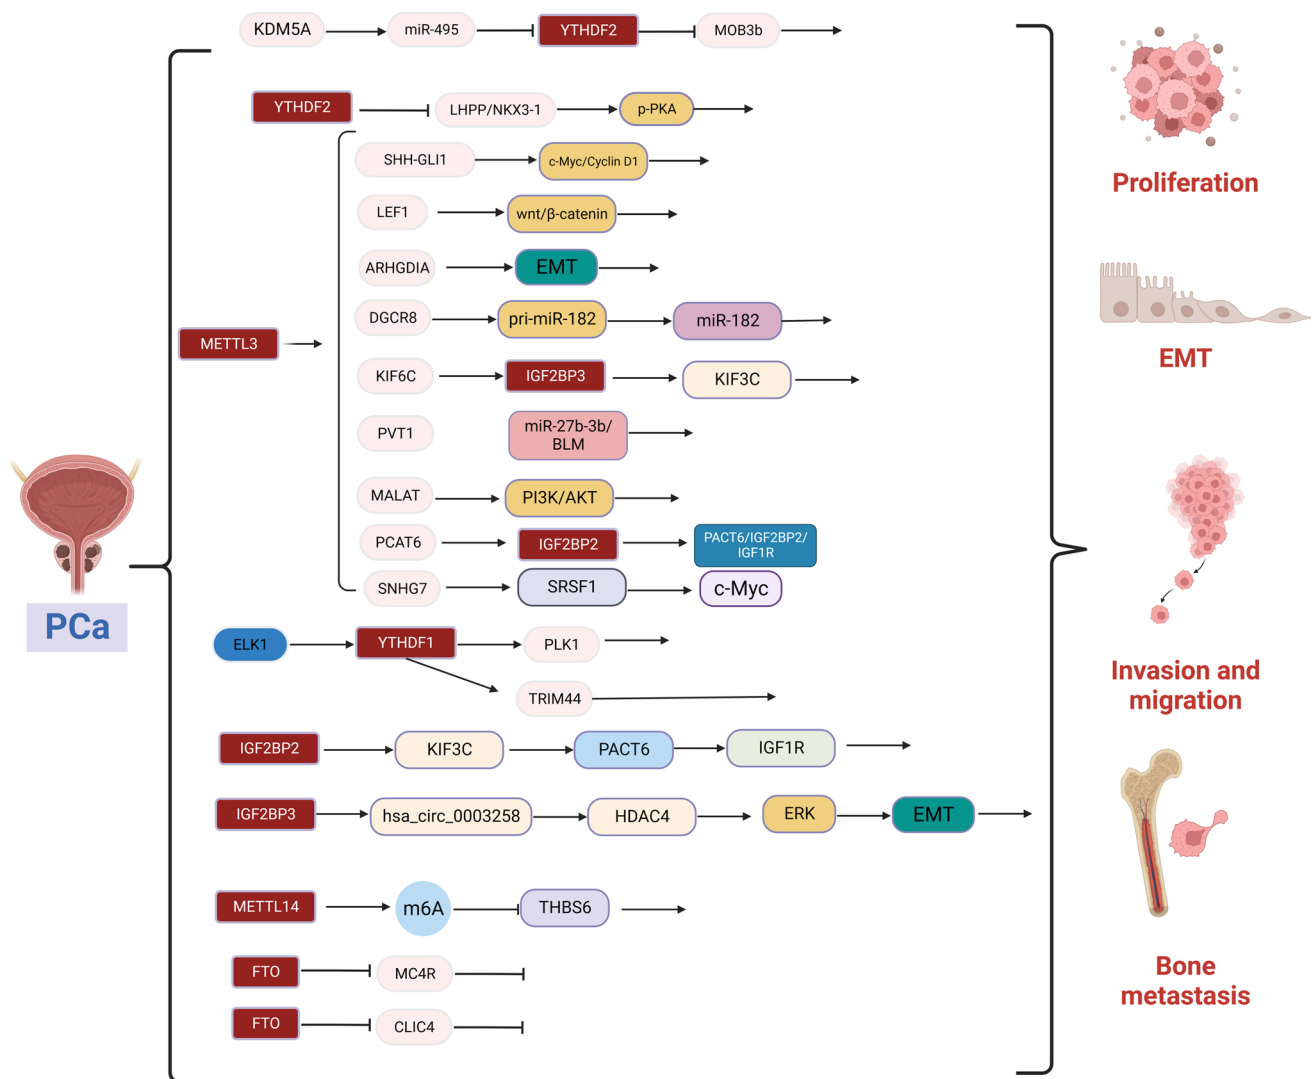 KDM5A
miR-495
YTHDF2
MOB3b
YTHDF2
LHPP/NKX3-1
p-PKA
SHH-GLI1
c-Myc/Cyclin D1
LEF1
wnt/β-catenin
ARHGDIA
EMT
DGCR8
pri-miR-182
miR-182
METTL3
KIF6C
IGF2BP3
KIF3C
PVT1
miR-27b-3b/
BLM
MALAT
PI3K/AKT
PCAT6
IGF2BP2
PACT6/IGF2BP2/
IGF1R
SNHG7
SRSF1
c-Myc
PCa
ELK1
YTHDF1
PLK1
TRIM44
IGF2BP2
KIF3C
PACT6
IGF1R
IGF2BP3
hsa_circ_0003258
HDAC4
ERK
EMT
METTL14
m6A
THBS6
FTO
MC4R
FTO
CLIC4
Proliferation
EMT
Invasion and
migration
Bone
metastasis